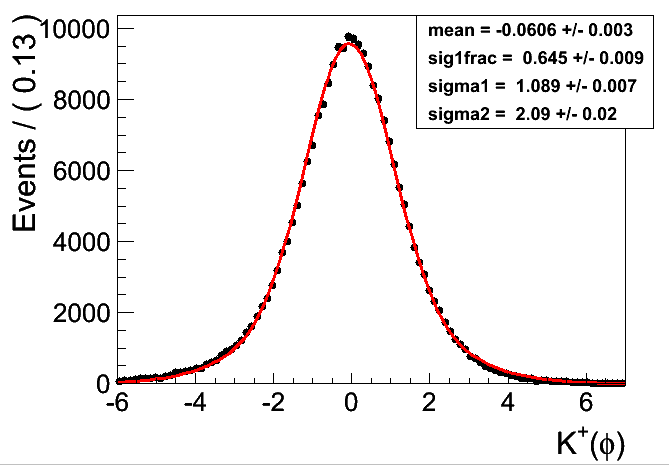 mean = -0.0606 +/- 0.003
sig1frac = 0.645 +/- 0.009
sigma1 = 1.089 +/- 0.007
sigma2 = 2.09 +/- 0.02
Events / ( 0.13 )
10000
8000
6000
4000
2000
0
-6 -4 -2 0 2 4 6
K⁺(ϕ)